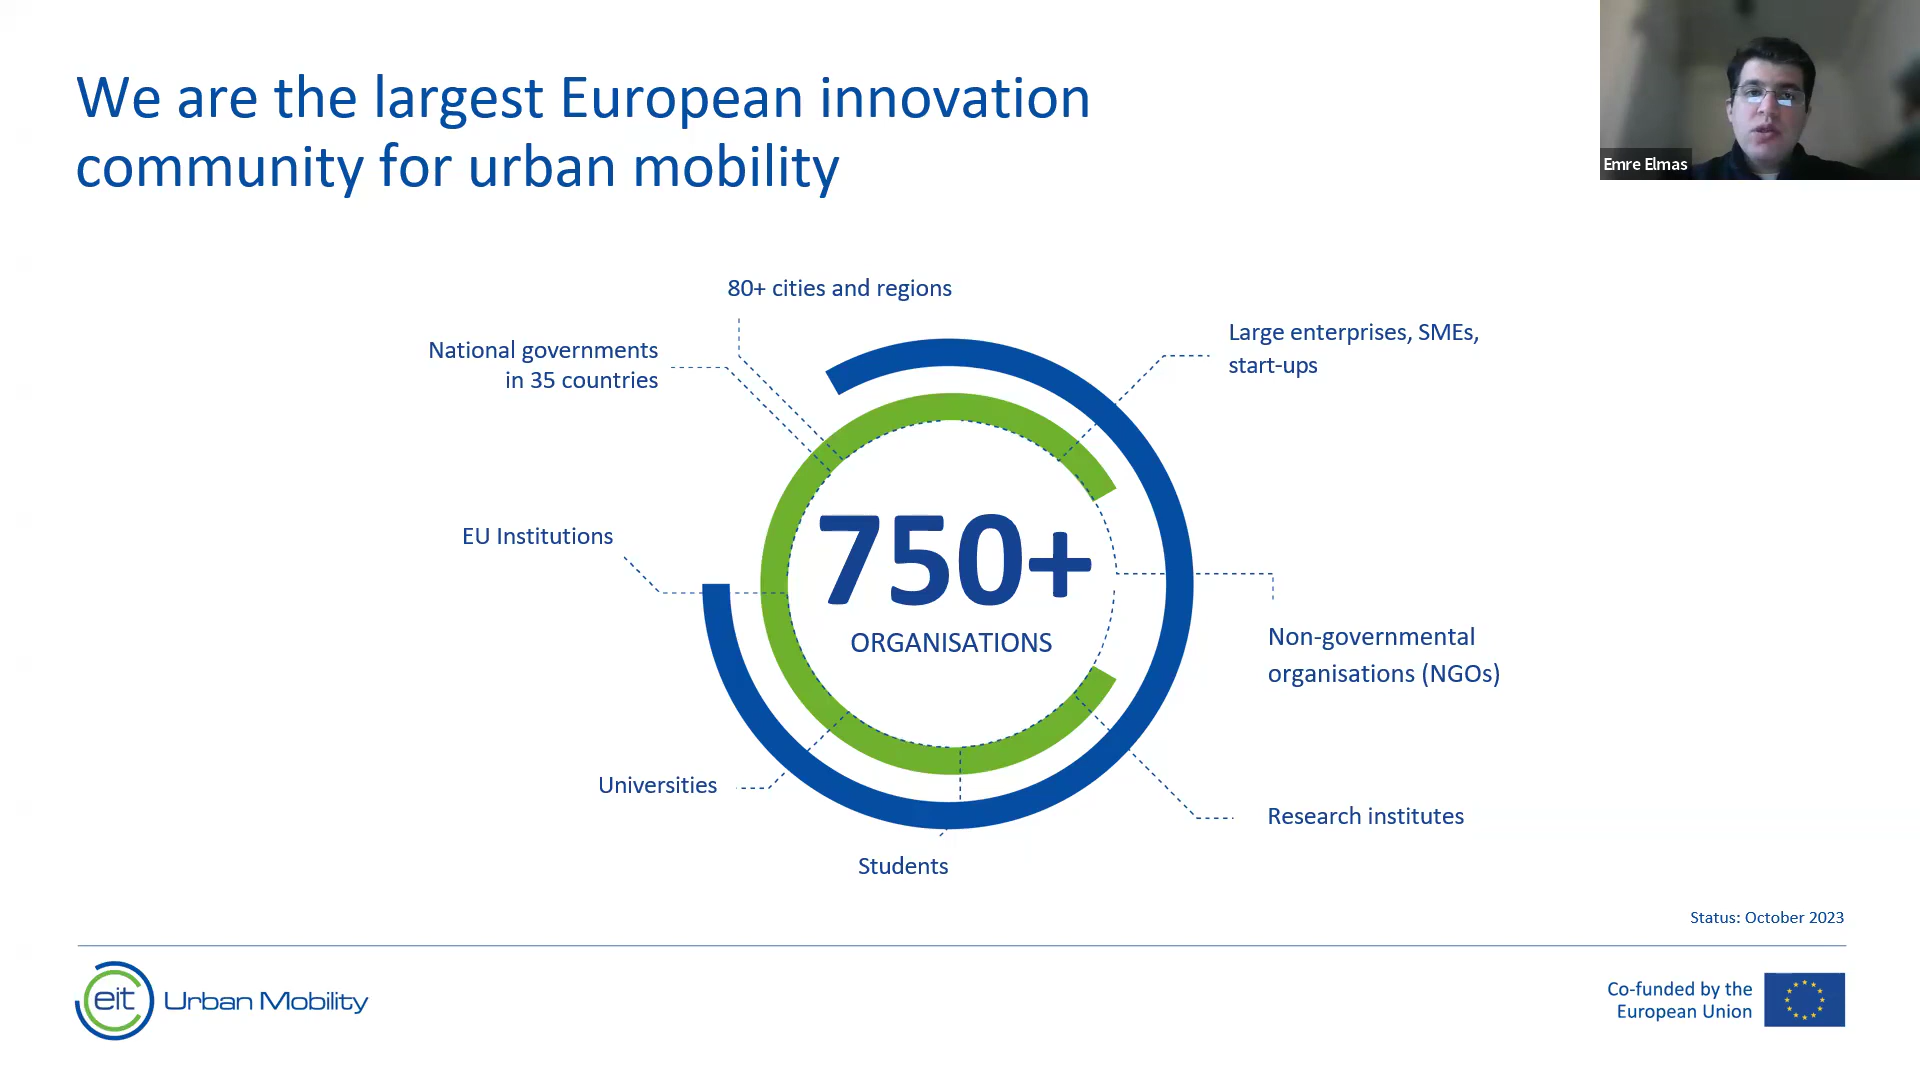 We are the largest European innovation
community for urban mobility
Emre Elmas
80+ cities and regions
National governments
in 35 countries
Large enterprises, SMEs,
start-ups
EU Institutions
750+
ORGANISATIONS
Non-governmental
organisations (NGOs)
Universities
Research institutes
Students
Status: October 2023
eit Urban Mobility
Co-funded by the
European Union